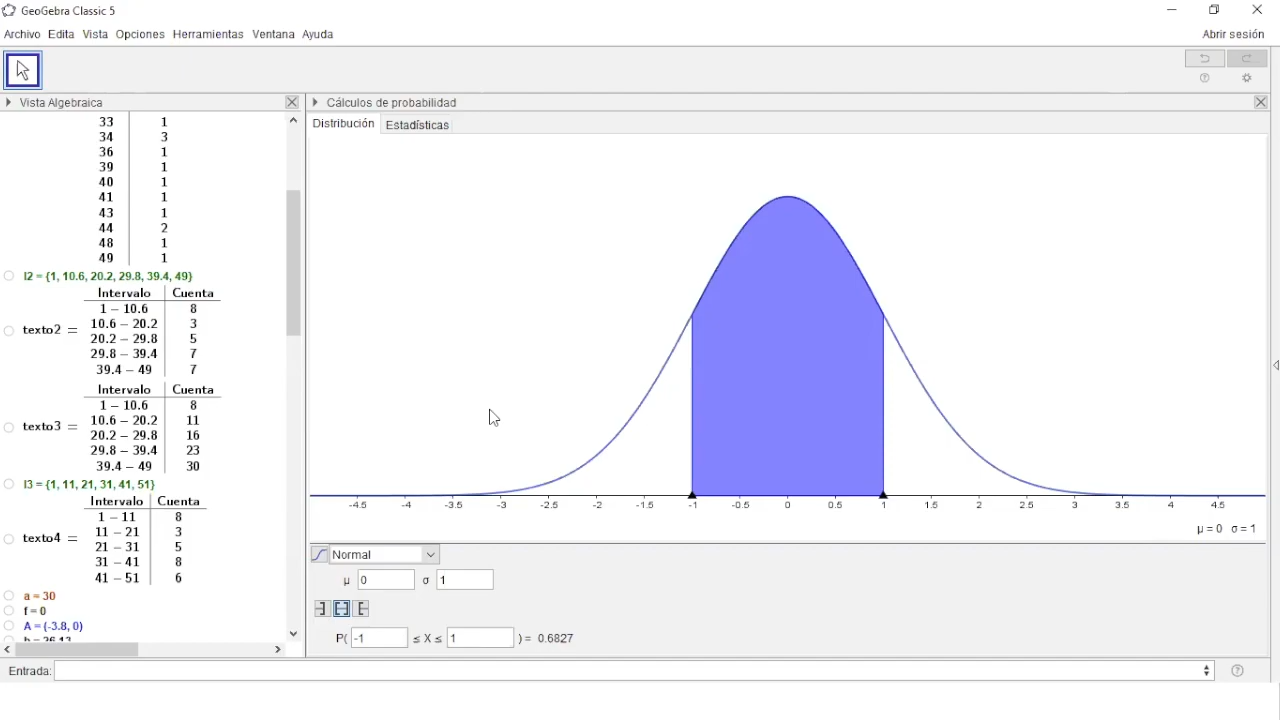 GeoGebra Classic 5
Archivo Edita Vista Opciones Herramientas Ventana Ayuda
Abrir sesión
Vista Algebraica
33 1
34 3
36 1
39 1
40 1
41 1
43 1
44 2
48 1
49 1
l2 = {1, 10.6, 20.2, 29.8, 39.4, 49}
Intervalo Cuenta
1 – 10.6 8
10.6 – 20.2 3
texto2 =
20.2 – 29.8 5
29.8 – 39.4 7
39.4 – 49 7
Intervalo Cuenta
1 – 10.6 8
10.6 – 20.2 11
texto3 =
20.2 – 29.8 16
29.8 – 39.4 23
39.4 – 49 30
l3 = {1, 11, 21, 31, 41, 51}
Intervalo Cuenta
1 – 11 8
11 – 21 3
texto4 =
21 – 31 5
31 – 41 8
41 – 51 6
a = 30
f = 0
A = (-3.8, 0)
Cálculos de probabilidad
Distribución Estadísticas
-4.5 -4 -3.5 -3 -2.5 -2 -1.5 -1 -0.5 0 0.5 1 1.5 2 2.5 3 3.5 4 4.5
μ = 0 σ = 1
Normal
μ 0 σ 1
P( -1 ≤ X ≤ 1 ) = 0.6827
Entrada: